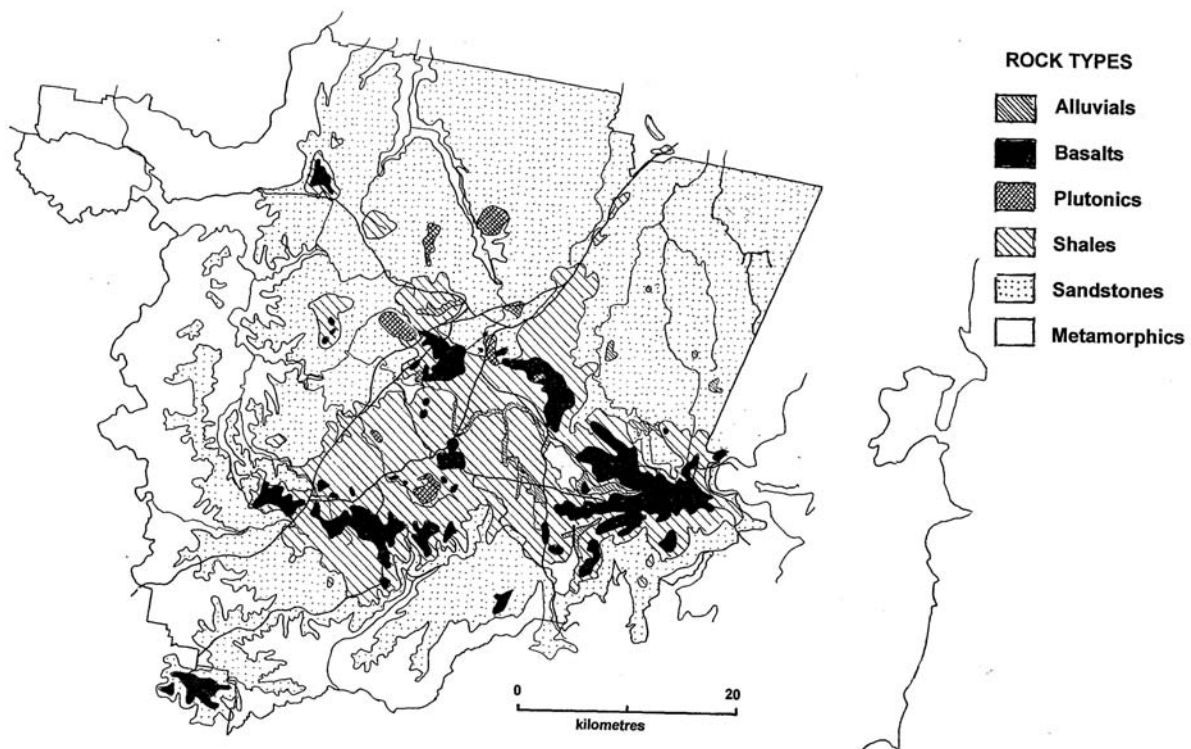 ROCK TYPES
Alluvials
Basalts
Plutonics
Shales
Sandstones
Metamorphics
0 20
kilometres